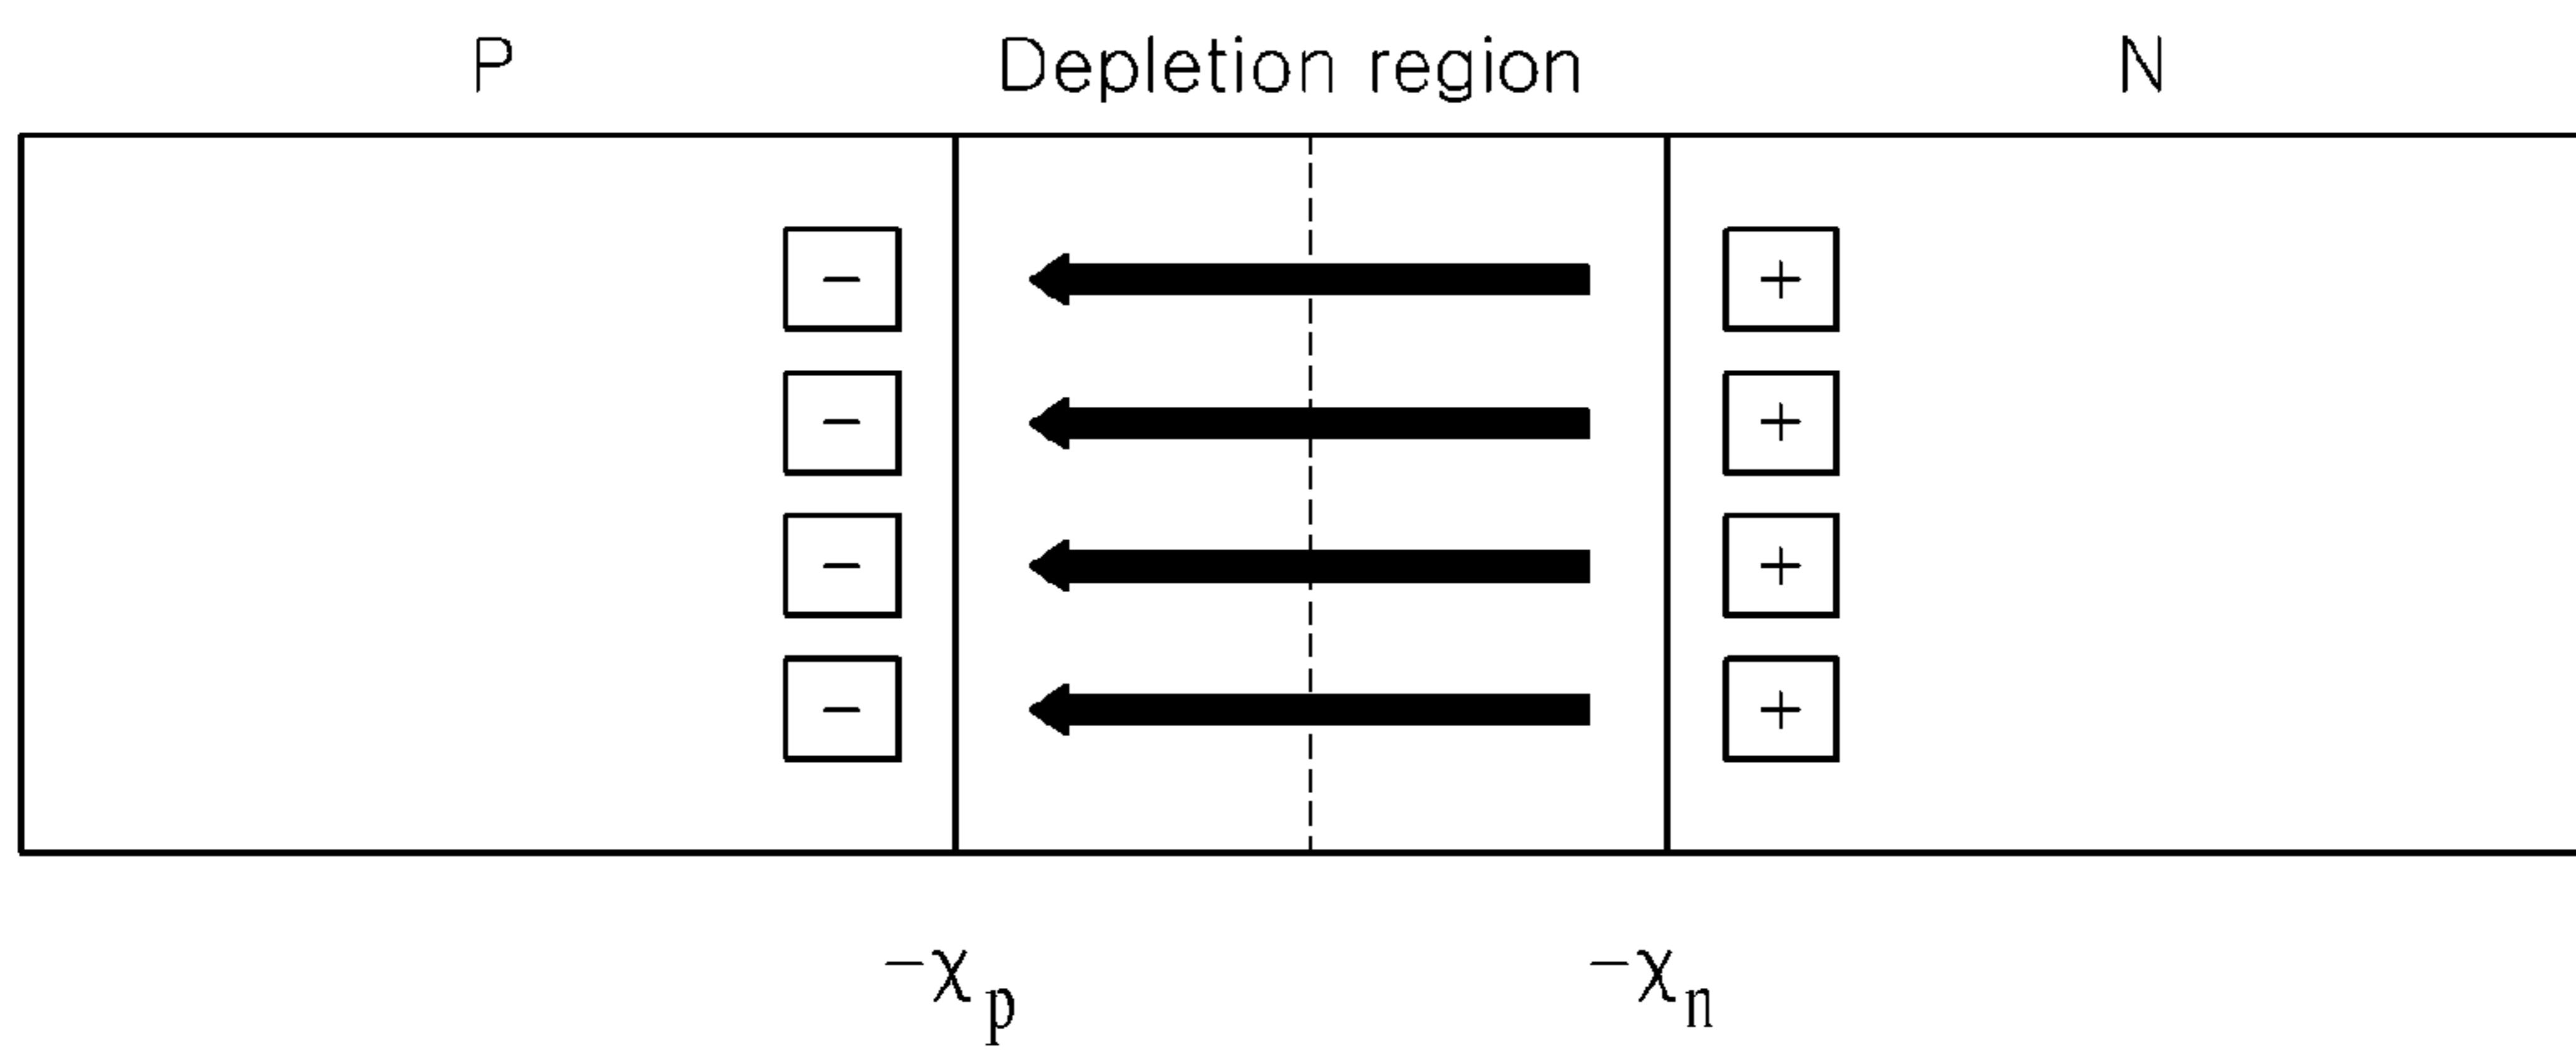 P Depletion region N
− +
− +
− +
− +
−χp −χn